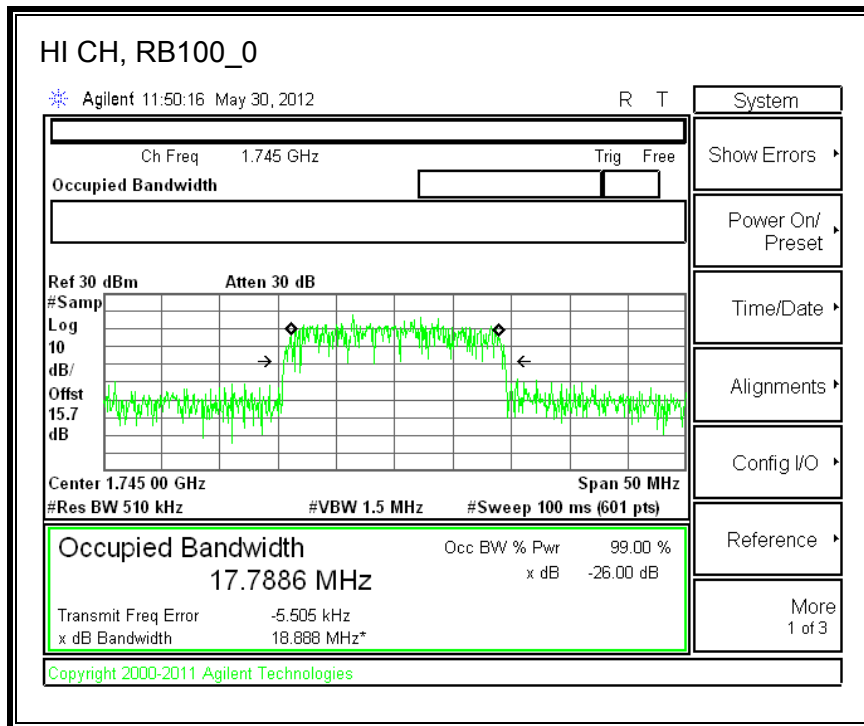 HI CH, RB100_0
Agilent 11:50:16 May 30, 2012 R T
System
Ch Freq 1.745 GHz Trig Free
Occupied Bandwidth
Show Errors
Power On/
Preset
Time/Date
Alignments
Config I/O
Reference
More
1 of 3
Ref 30 dBm Atten 30 dB
#Samp
Log
10
dB/
Offst
15.7
dB
Center 1.745 00 GHz Span 50 MHz
#Res BW 510 kHz #VBW 1.5 MHz #Sweep 100 ms (601 pts)
Occupied Bandwidth Occ BW % Pwr 99.00 %
17.7886 MHz x dB -26.00 dB
Transmit Freq Error -5.505 kHz
x dB Bandwidth 18.888 MHz*
Copyright 2000-2011 Agilent Technologies